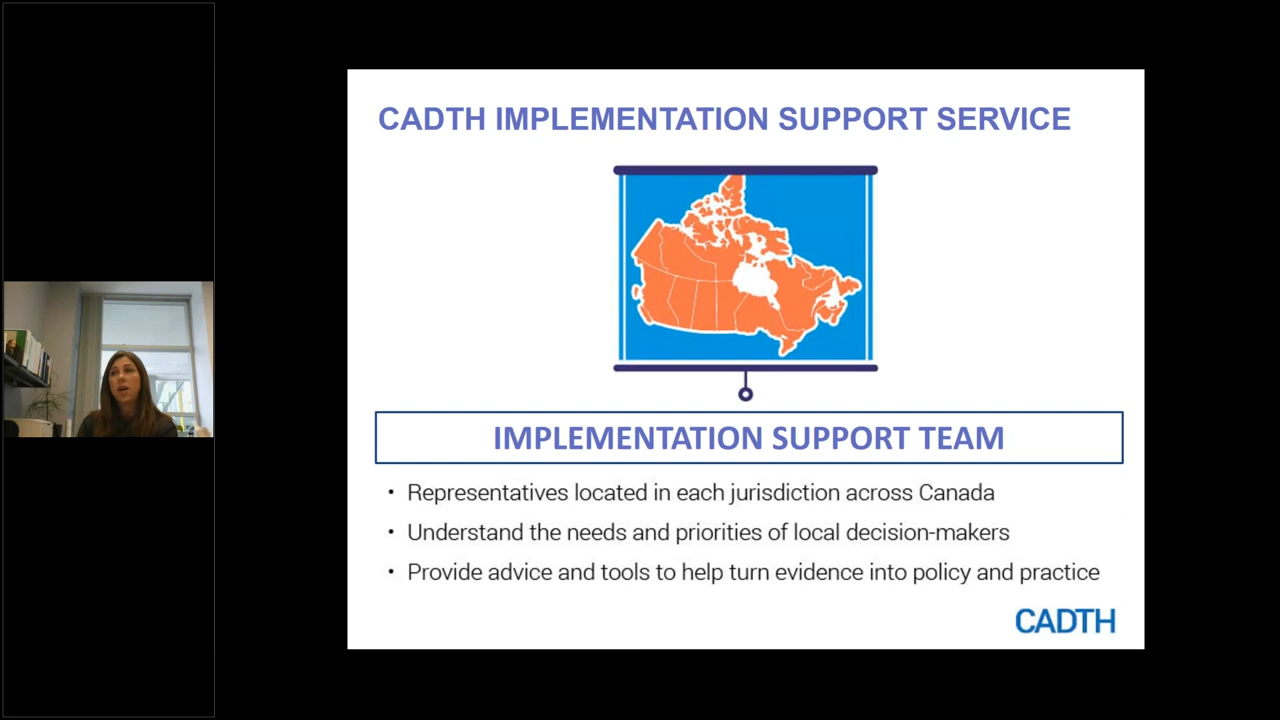 CADTH IMPLEMENTATION SUPPORT SERVICE
IMPLEMENTATION SUPPORT TEAM
• Representatives located in each jurisdiction across Canada
• Understand the needs and priorities of local decision-makers
• Provide advice and tools to help turn evidence into policy and practice
CADTH